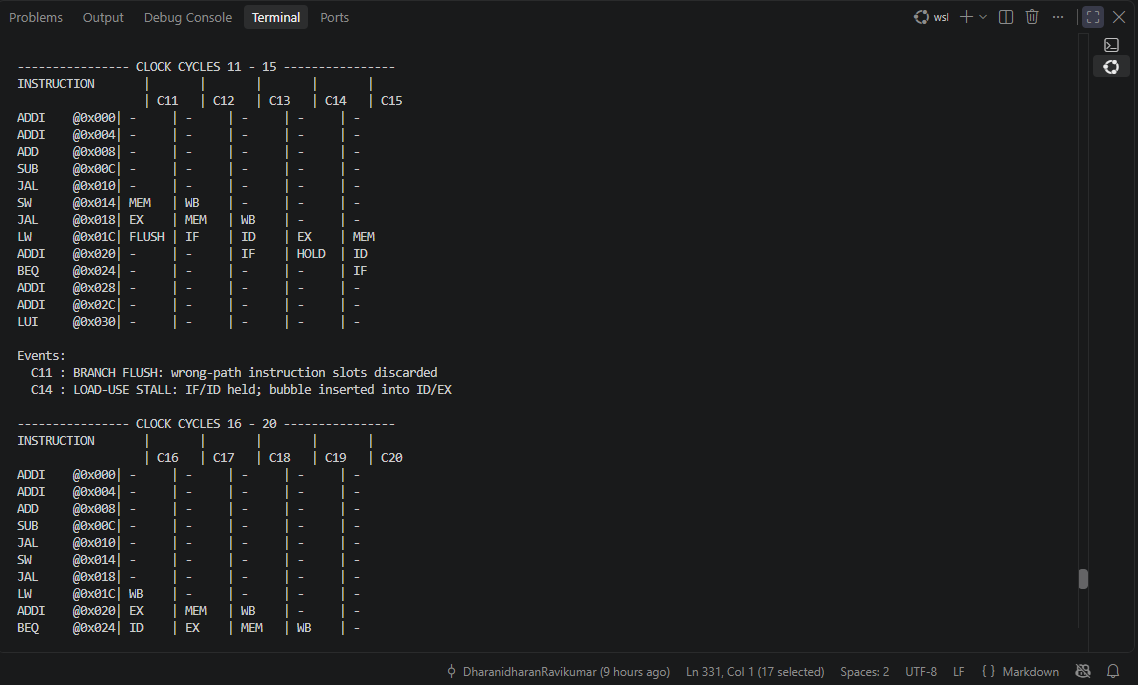 Problems Output Debug Console Terminal Ports wsl
---------------- CLOCK CYCLES 11 - 15 ----------------
INSTRUCTION | | | | |
| C11 | C12 | C13 | C14 | C15
ADDI @0x000| - | - | - | - | -
ADDI @0x004| - | - | - | - | -
ADD @0x008| - | - | - | - | -
SUB @0x00C| - | - | - | - | -
JAL @0x010| - | - | - | - | -
SW @0x014| MEM | WB | - | - | -
JAL @0x018| EX | MEM | WB | - | -
LW @0x01C| FLUSH | IF | ID | EX | MEM
ADDI @0x020| - | - | IF | HOLD | ID
BEQ @0x024| - | - | - | - | IF
ADDI @0x028| - | - | - | - | -
ADDI @0x02C| - | - | - | - | -
LUI @0x030| - | - | - | - | -
Events:
C11 : BRANCH FLUSH: wrong-path instruction slots discarded
C14 : LOAD-USE STALL: IF/ID held; bubble inserted into ID/EX
---------------- CLOCK CYCLES 16 - 20 ----------------
INSTRUCTION | | | | |
| C16 | C17 | C18 | C19 | C20
ADDI @0x000| - | - | - | - | -
ADDI @0x004| - | - | - | - | -
ADD @0x008| - | - | - | - | -
SUB @0x00C| - | - | - | - | -
JAL @0x010| - | - | - | - | -
SW @0x014| - | - | - | - | -
JAL @0x018| - | - | - | - | -
LW @0x01C| WB | - | - | - | -
ADDI @0x020| EX | MEM | WB | - | -
BEQ @0x024| ID | EX | MEM | WB | -
DharanidharanRavikumar (9 hours ago) Ln 331, Col 1 (17 selected) Spaces: 2 UTF-8 LF {} Markdown